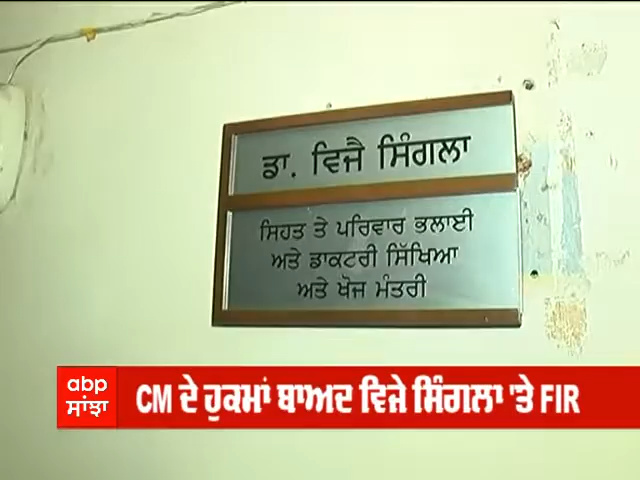 ਡਾ. ਵਿਜੈ ਸਿੰਗਲਾ
ਸਿਹਤ ਤੇ ਪਰਿਵਾਰ ਭਲਾਈ
ਅਤੇ ਡਾਕਟਰੀ ਸਿੱਖਿਆ
ਅਤੇ ਖੋਜ ਮੰਤਰੀ
abp
ਸਾਂਝਾ
CM ਦੇ ਹੁਕਮਾਂ ਬਾਅਦ ਵਿਜੇ ਸਿੰਗਲਾ 'ਤੇ FIR